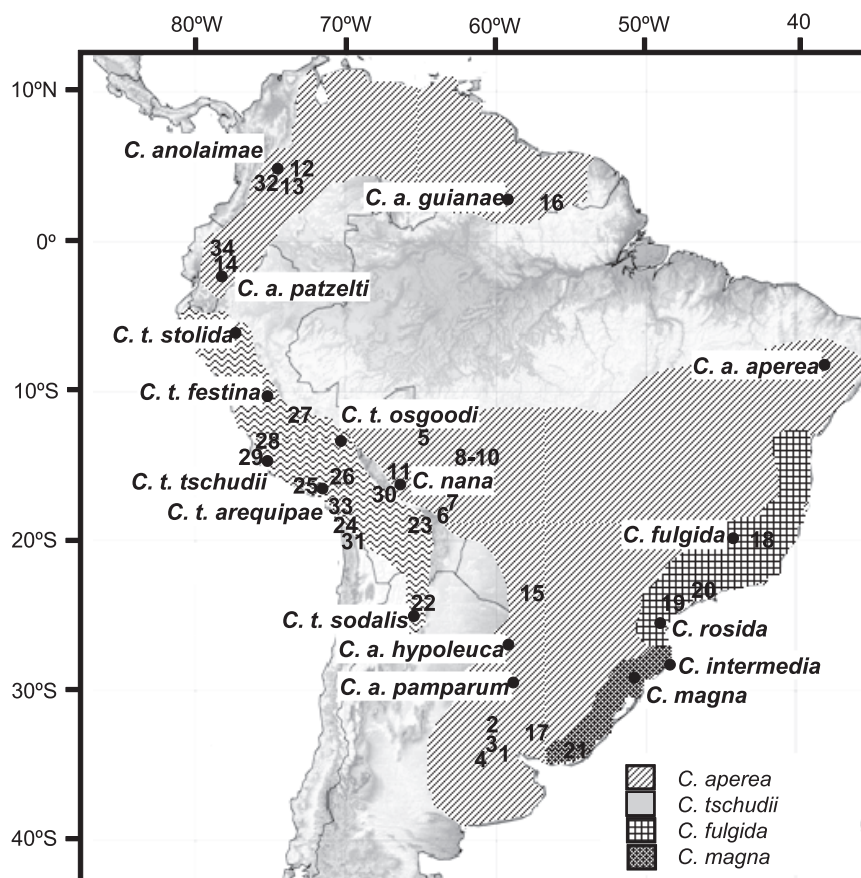 80ºW 70ºW 60ºW 50ºW 40
10ºN
C. anolaimae
12
32 13
C. a. guianae 16
0º
34
14
C. a. patzelti
C. t. stolida
C. a. aperea
10ºS
C. t. festina
27
C. t. osgoodi
5
28
29
8-10
11
C. t. tschudii
25 26
C. nana
30
7
C. t. arequipae
33
6
24
23
20ºS
31
C. fulgida 18
15
20
22
19
C. t. sodalis
C. rosida
C. a. hypoleuca
C. intermedia
30ºS
C. a. pamparum
C. magna
2
17
3 1
4
21
C. aperea
C. tschudii
C. fulgida
40ºS
C. magna